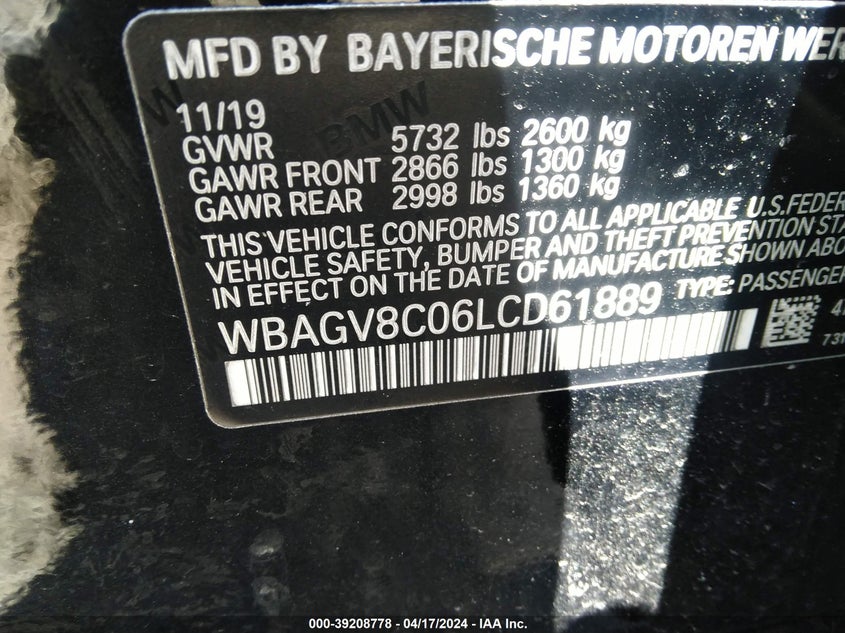 MFD BY BAYERISCHE MOTOREN WER
11/19
GVWR 5732 lbs 2600 kg
GAWR FRONT 2866 lbs 1300 kg
GAWR REAR 2998 lbs 1360 kg
BMW
THIS VEHICLE CONFORMS TO ALL APPLICABLE U.S.FEDER
VEHICLE SAFETY, BUMPER AND THEFT PREVENTION STA
IN EFFECT ON THE DATE OF MANUFACTURE SHOWN ABO
WBAGV8C06LCD61889 TYPE: PASSENGER
731
000-39208778 - 04/17/2024 - IAA Inc.